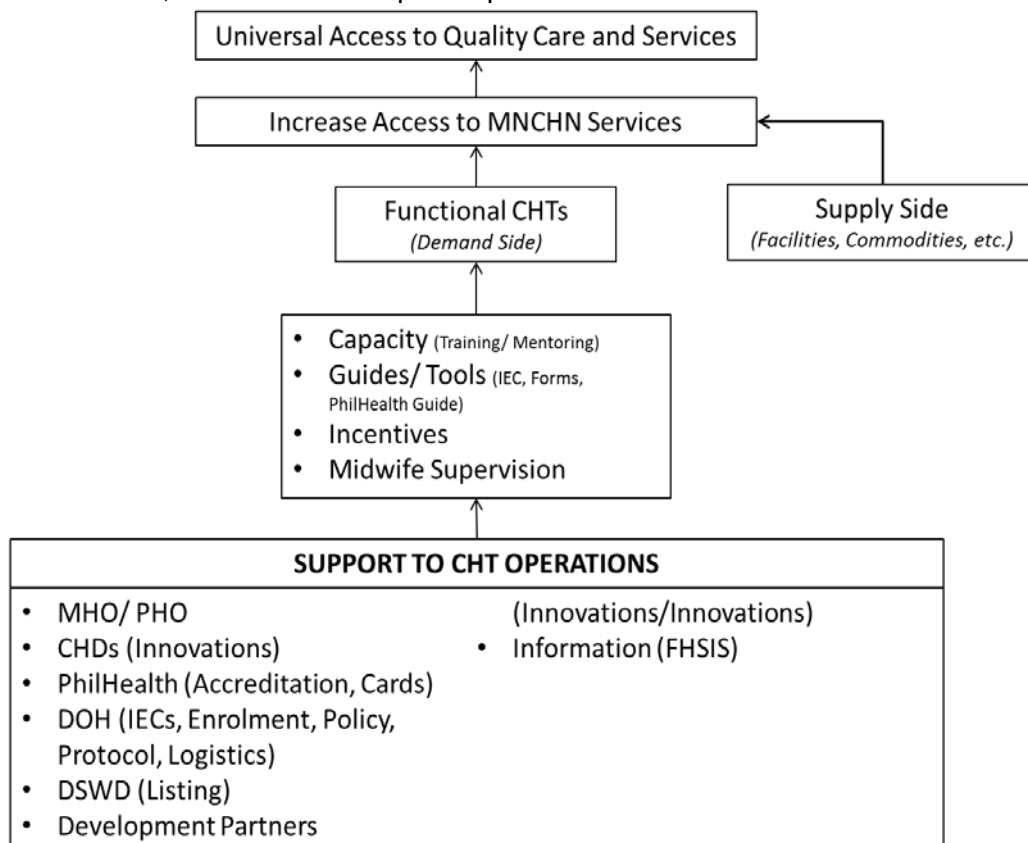 Universal Access to Quality Care and Services
Increase Access to MNCHN Services
Functional CHTs
(Demand Side)
Supply Side
(Facilities, Commodities, etc.)
• Capacity (Training/ Mentoring)
• Guides/ Tools (IEC, Forms,
PhilHealth Guide)
• Incentives
• Midwife Supervision
SUPPORT TO CHT OPERATIONS
• MHO/ PHO
• CHDs (Innovations)
• PhilHealth (Accreditation, Cards)
• DOH (IECs, Enrolment, Policy,
Protocol, Logistics)
• DSWD (Listing)
• Development Partners
(Innovations/Innovations)
• Information (FHSIS)